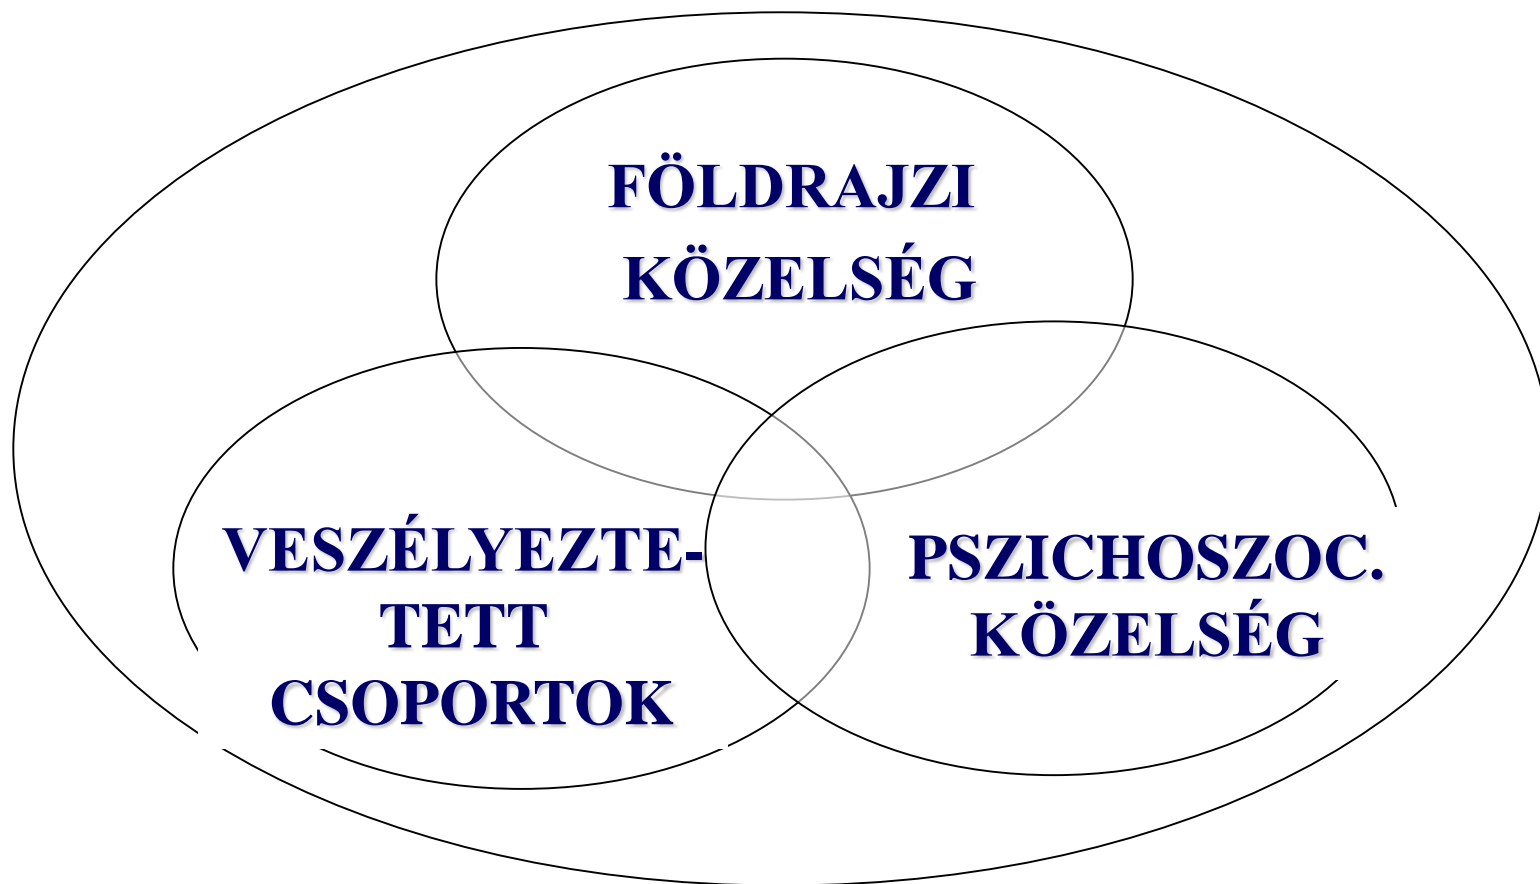 FÖLDRAJZI
KÖZELSÉG
VESZÉLYEZTE-
TETT
CSOPORTOK
PSZICHOSZOC.
KÖZELSÉG